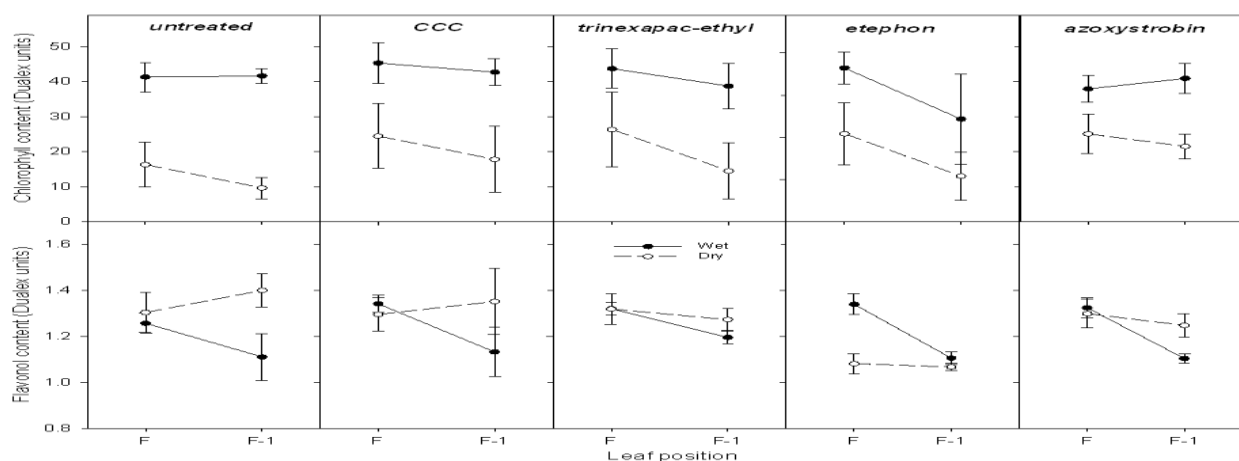 untreated CCC trinexapac-ethyl etephon azoxystrobin
Chlorophyll content (Dualex units)
50
40
30
20
10
0
Flavonol content (Dualex units)
1.6
1.4
1.2
1.0
0.8
Wet
Dry
F F-1 F F-1 F F-1 F F-1 F F-1
Leaf position